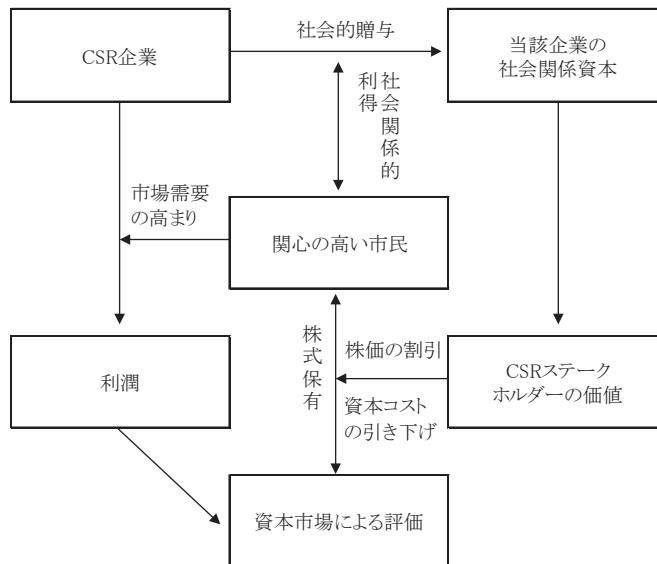 社会的贈与
CSR企業
当該企業の
社会関係資本
社会関係的
利得
市場需要
の高まり
関心の高い市民
株式保有
株価の割引
利潤
CSRステーク
ホルダーの価値
資本コスト
の引き下げ
資本市場による評価